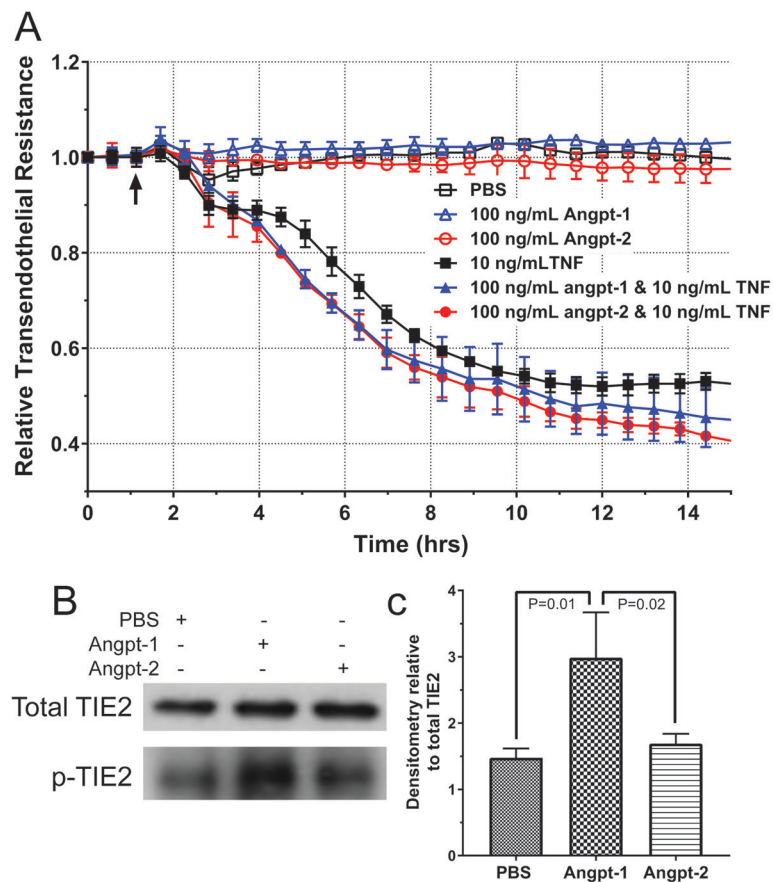 A
Relative Transendothelial Resistance
1.2
1.0
0.8
0.6
0.4
PBS
100 ng/mL Angpt-1
100 ng/mL Angpt-2
10 ng/mLTNF
100 ng/mL angpt-1 & 10 ng/mL TNF
100 ng/mL angpt-2 & 10 ng/mL TNF
0 2 4 6 8 10 12 14
Time (hrs)
B
PBS + - -
Angpt-1 - + -
Angpt-2 - - +
Total TIE2
p-TIE2
c
Densitometry relative
to total TIE2
4
3
2
1
0
P=0.01 P=0.02
PBS Angpt-1 Angpt-2